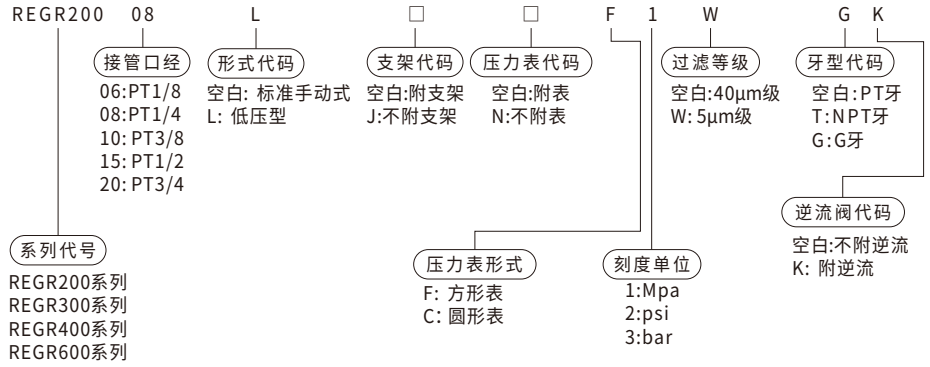 REGR200 08 L □ □ F 1 W G K
接管口经
06:PT1/8
08:PT1/4
10: PT3/8
15: PT1/2
20: PT3/4
形式代码
空白: 标准手动式
L: 低压型
支架代码
空白:附支架
J:不附支架
压力表代码
空白:附表
N:不附表
过滤等级
空白:40μm级
W: 5μm级
牙型代码
空白:PT牙
T:NPT牙
G:G牙
逆流阀代码
空白:不附逆流
K: 附逆流
系列代号
REGR200系列
REGR300系列
REGR400系列
REGR600系列
压力表形式
F: 方形表
C: 圆形表
刻度单位
1:Mpa
2:psi
3:bar